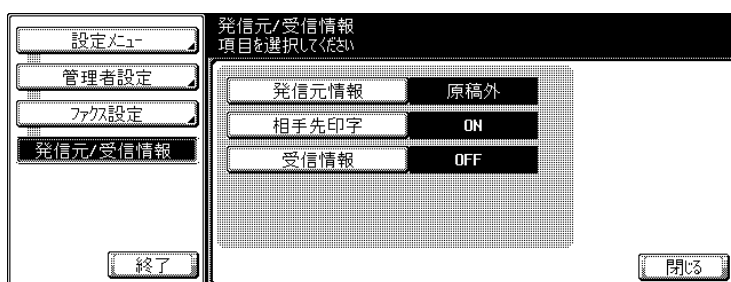 発信元/受信情報
項目を選択してください
設定メニュー
管理者設定
ファクス設定
発信元/受信情報
終了
発信元情報 原稿外
相手先印字 ON
受信情報 OFF
閉じる